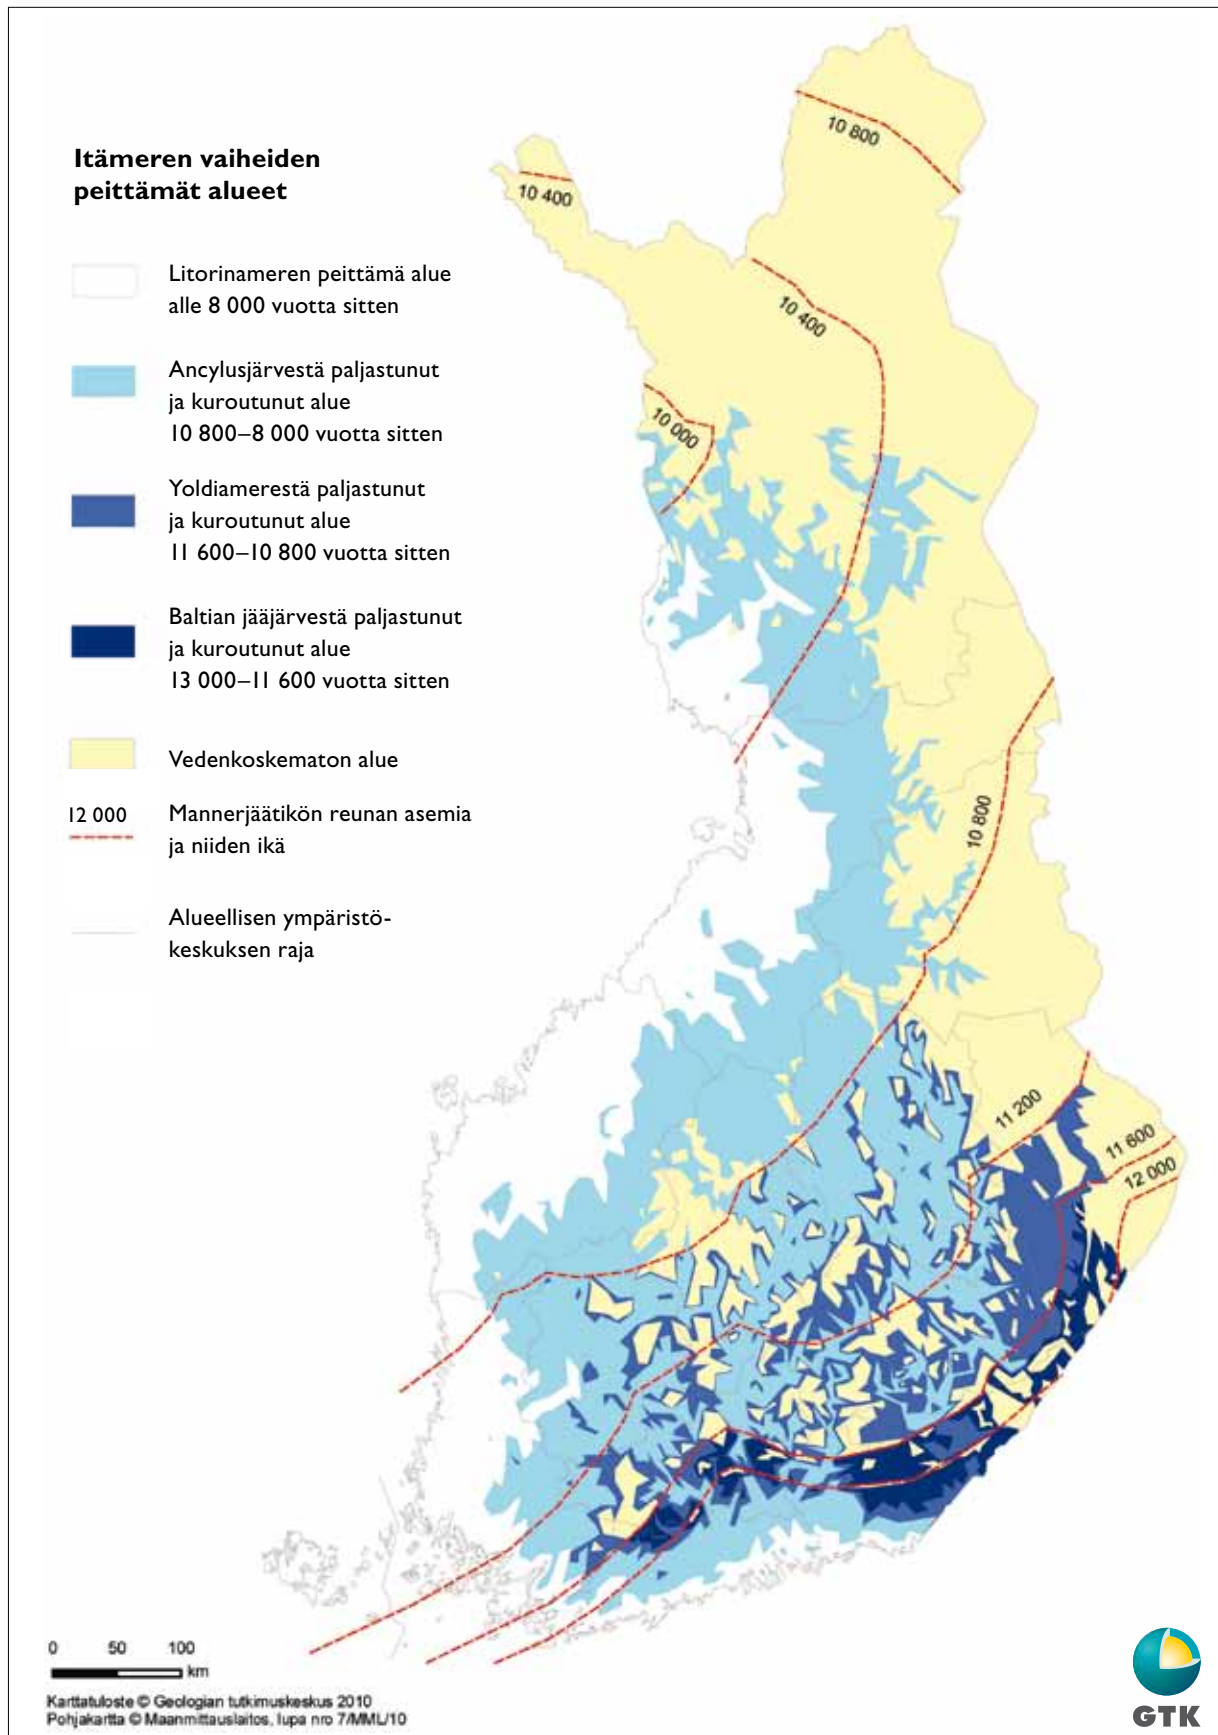 Itämeren vaiheiden
peittämät alueet
Litorinameren peittämä alue
alle 8 000 vuotta sitten
Ancylusjärvestä paljastunut
ja kuroutunut alue
10 800–8 000 vuotta sitten
Yoldiamerestä paljastunut
ja kuroutunut alue
11 600–10 800 vuotta sitten
Baltian jääjärvestä paljastunut
ja kuroutunut alue
13 000–11 600 vuotta sitten
Vedenkoskematon alue
12 000
Mannerjäätikön reunan asemia
ja niiden ikä
Alueellisen ympäristö-
keskuksen raja
10 800
10 400
10 400
10 000
10 800
11 200
11 600
12 000
0 50 100
km
Karttatuloste © Geologian tutkimuskeskus 2010
Pohjakartta © Maanmittauslaitos, lupa nro 7/MML/10
GTK